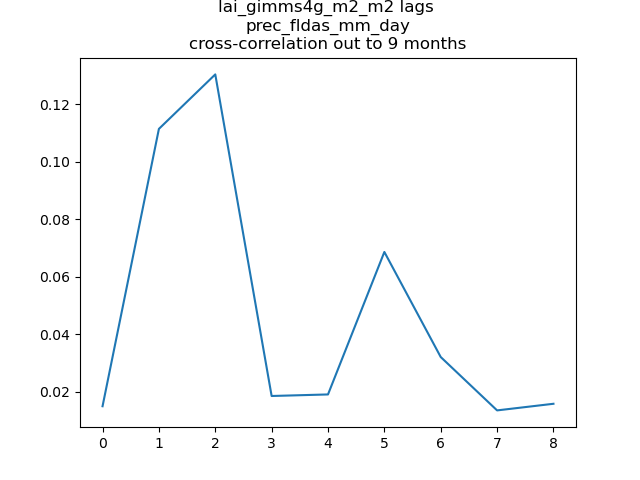 lai_gimms4g_m2_m2 lags
prec_fldas_mm_day
cross-correlation out to 9 months
0.12
0.10
0.08
0.06
0.04
0.02
0 1 2 3 4 5 6 7 8